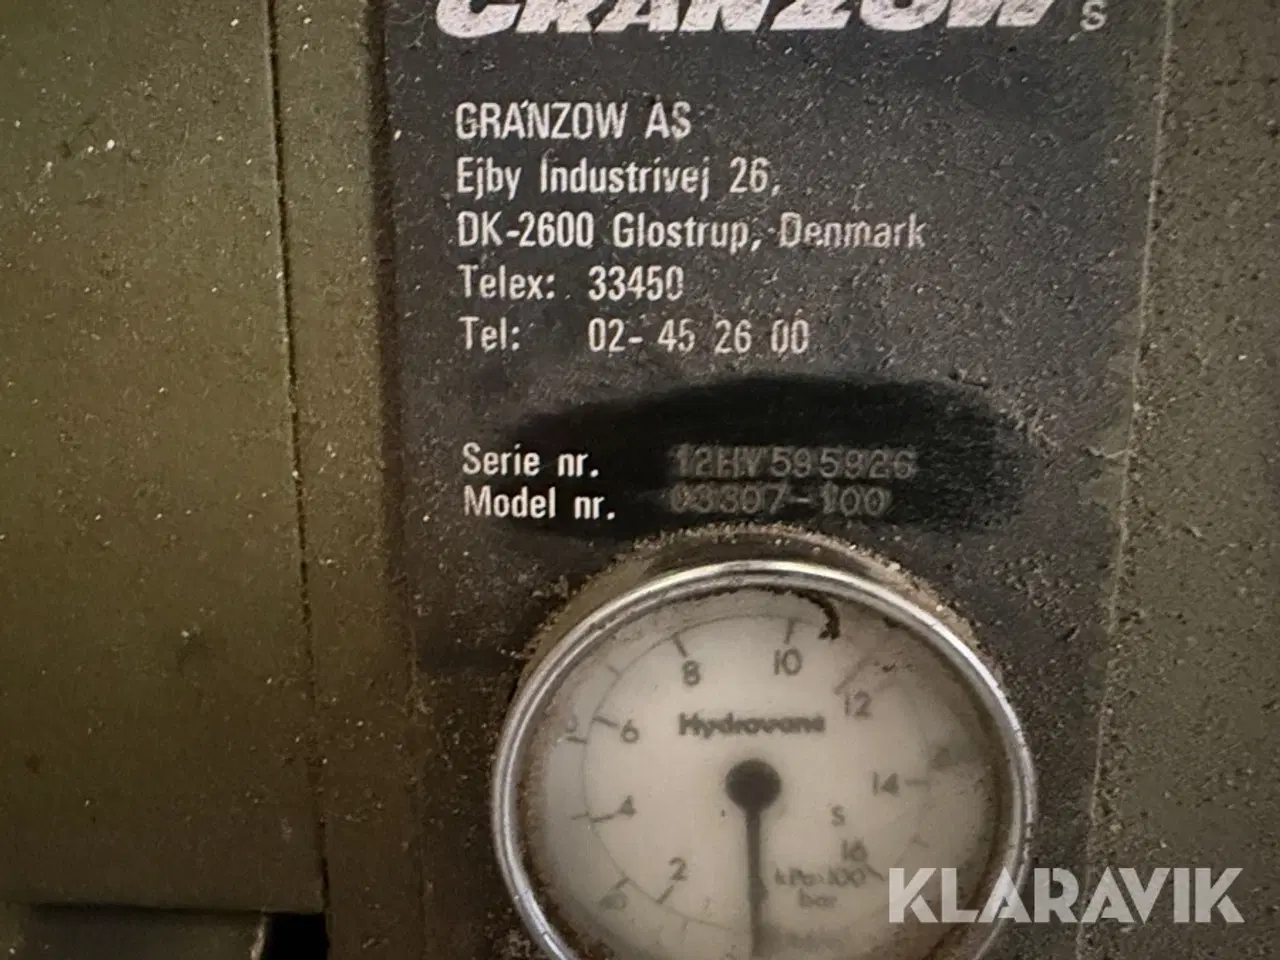 GRANZOW
S
GRANZOW AS
Ejby Industrivej 26,
DK-2600 Glostrup, Denmark
Telex: 33450
Tel: 02- 45 26 00
Serie nr. 12HV595926
Model nr. 03307-100
8
10
6
12
Hydrovane
4
14
S
2
16
kPa×100
bar
KLARAVIK